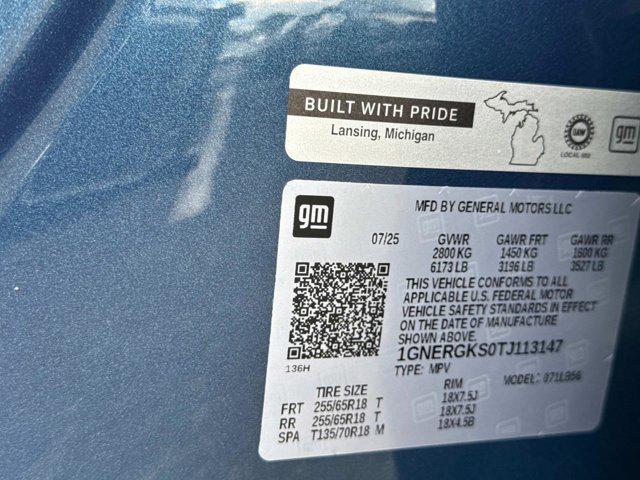 BUILT WITH PRIDE
Lansing, Michigan
UAW
LOCAL 602
gm
gm
MFD BY GENERAL MOTORS LLC
07/25 GVWR GAWR FRT GAWR RR
2800 KG 1450 KG 1600 KG
6173 LB 3196 LB 3527 LB
THIS VEHICLE CONFORMS TO ALL
APPLICABLE U.S. FEDERAL MOTOR
VEHICLE SAFETY STANDARDS IN EFFECT
ON THE DATE OF MANUFACTURE
SHOWN ABOVE.
1GNERGKS0TJ113147
136H
TYPE: MPV MODEL:
TIRE SIZE RIM
FRT 255/65R18 T 18X7.5J
RR 255/65R18 T 18X7.5J
SPA T135/70R18 M 18X4.5B